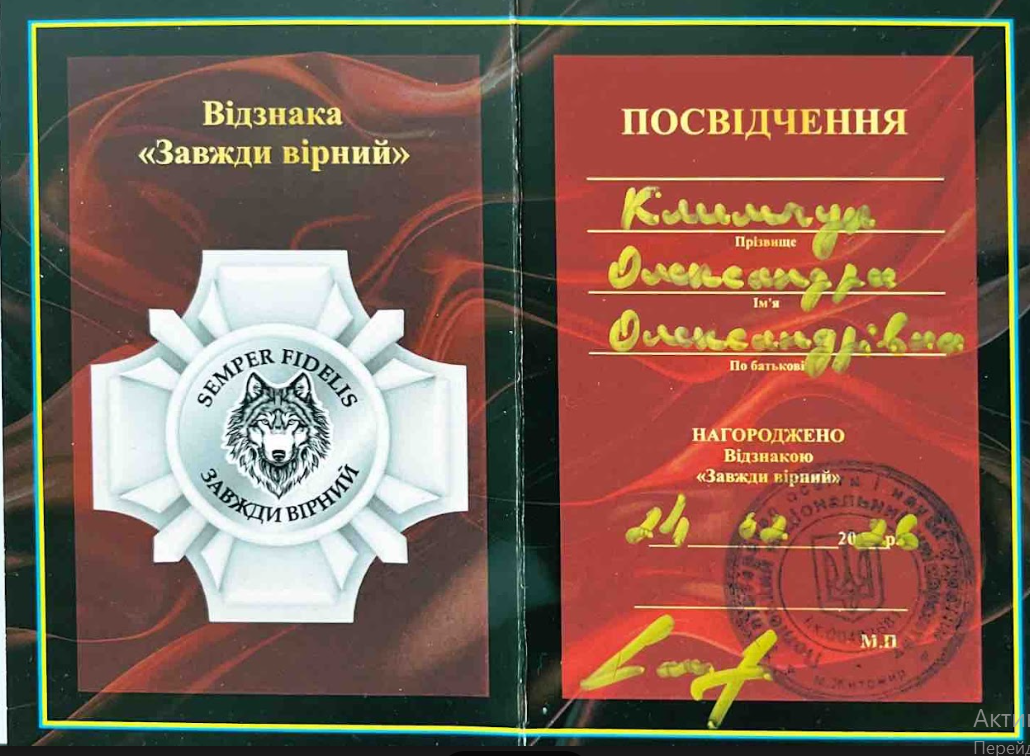 Відзнака
«Завжди вірний»
SEMPER FIDELIS
ЗАВЖДИ ВІРНИЙ
ПОСВІДЧЕННЯ
Климчук
Прізвище
Олександра
Ім'я
Олександрівна
По батькові
НАГОРОДЖЕНО
Відзнакою
«Завжди вірний»
20
М.П
м. Житомир